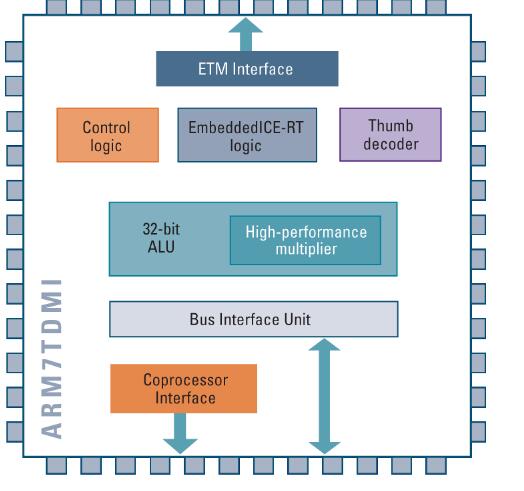 ETM Interface
Control
logic
EmbeddedICE-RT
logic
Thumb
decoder
32-bit
ALU
High-performance
multiplier
Bus Interface Unit
Coprocessor
Interface
ARM7TDMI